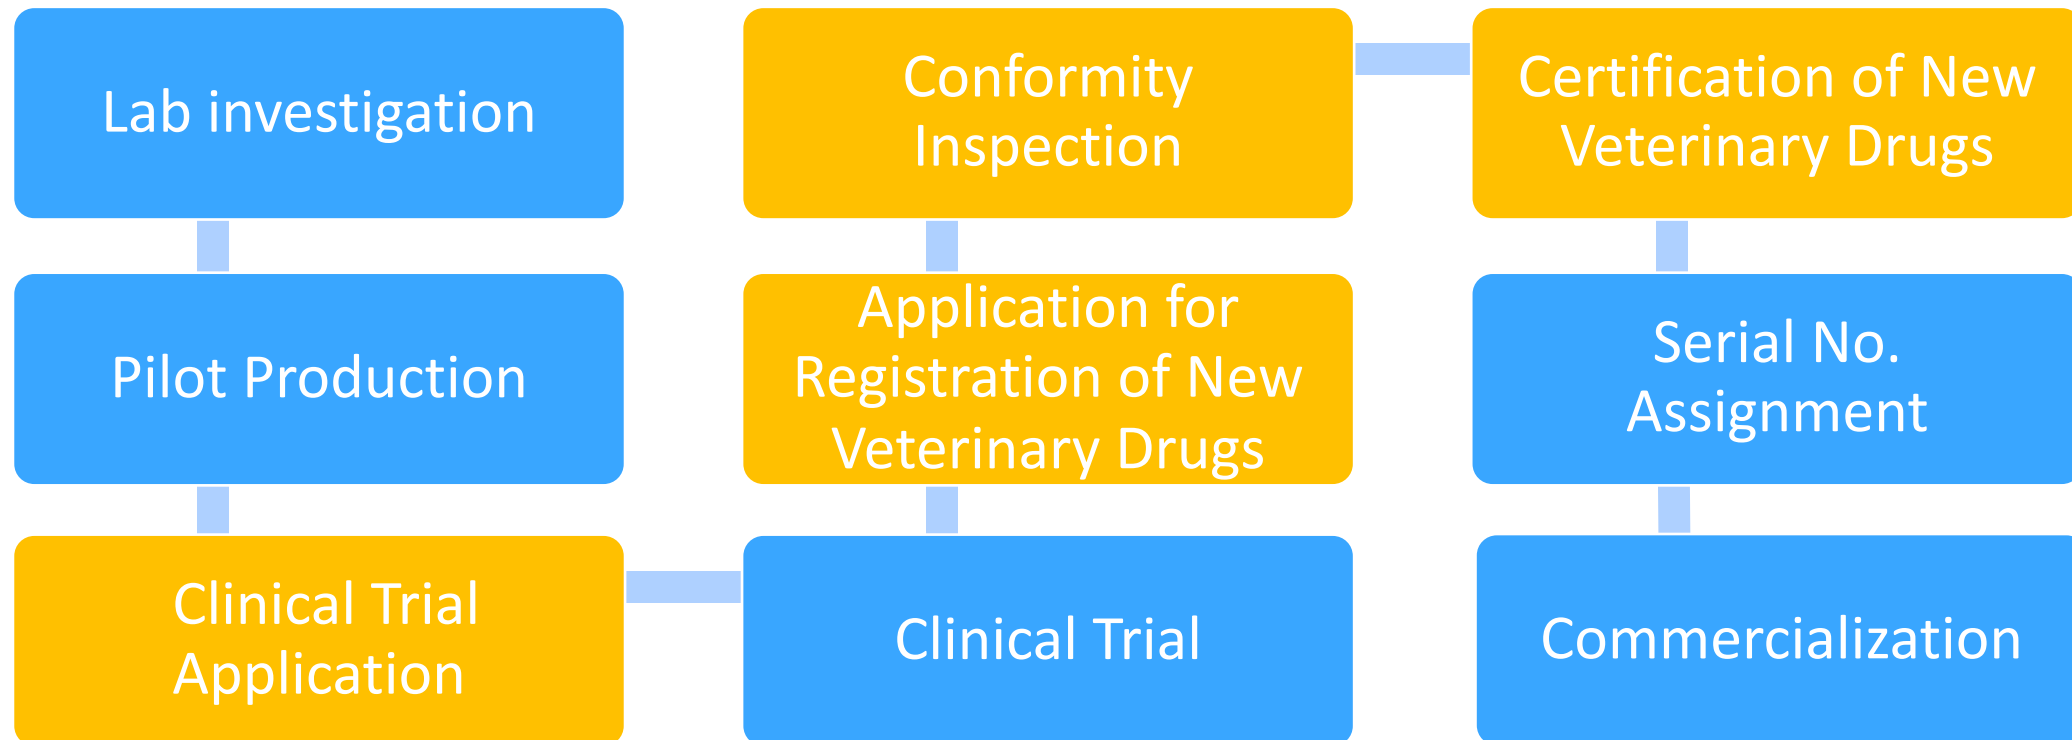 Lab investigation
Pilot Production
Clinical Trial
Application
Clinical Trial
Application for
Registration of New
Veterinary Drugs
Conformity
Inspection
Certification of New
Veterinary Drugs
Serial No.
Assignment
Commercialization